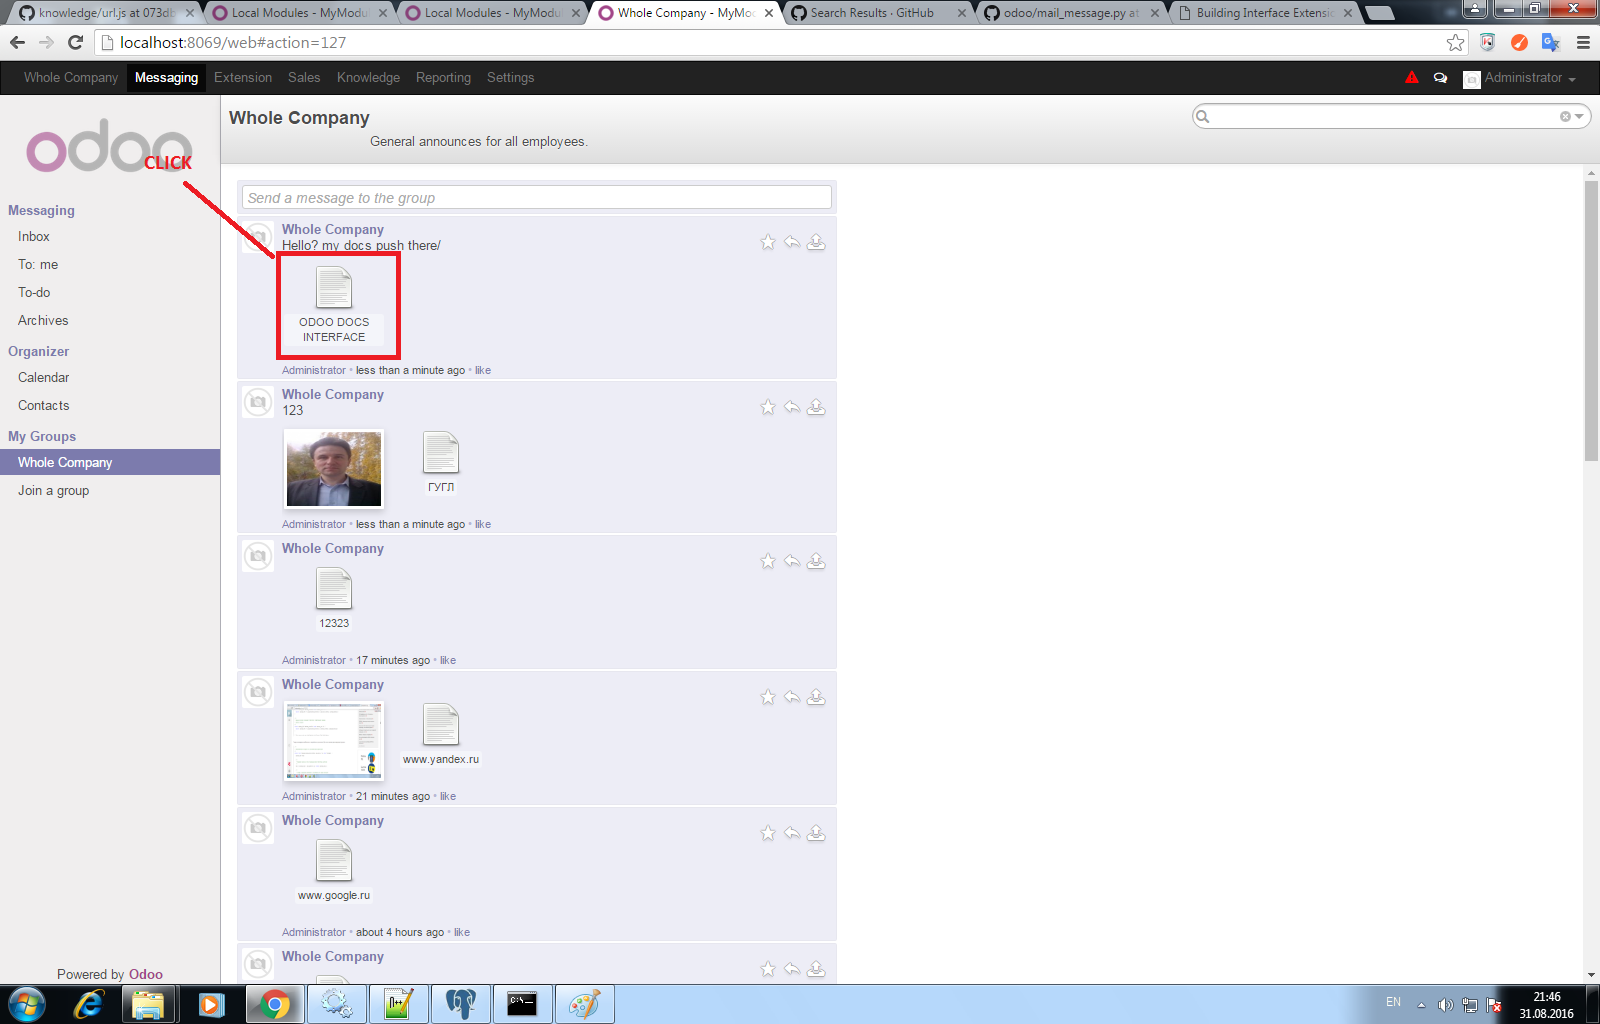 knowledge/url.js at 073db
Local Modules - MyModul
Local Modules - MyModul
Whole Company - MyMod
Search Results · GitHub
odoo/mail_message.py at
Building Interface Extensio
localhost:8069/web#action=127
Whole Company
Messaging
Extension
Sales
Knowledge
Reporting
Settings
Administrator
odoo
CLICK
Whole Company
General announces for all employees.
Messaging
Inbox
To: me
To-do
Archives
Organizer
Calendar
Contacts
My Groups
Whole Company
Join a group
Powered by Odoo
Send a message to the group
Whole Company
Hello? my docs push there/
ODOO DOCS
INTERFACE
Administrator • less than a minute ago • like
Whole Company
123
ГУГЛ
Administrator • less than a minute ago • like
Whole Company
12323
Administrator • 17 minutes ago • like
Whole Company
www.yandex.ru
Administrator • 21 minutes ago • like
Whole Company
www.google.ru
Administrator • about 4 hours ago • like
Whole Company
EN
21:46
31.08.2016